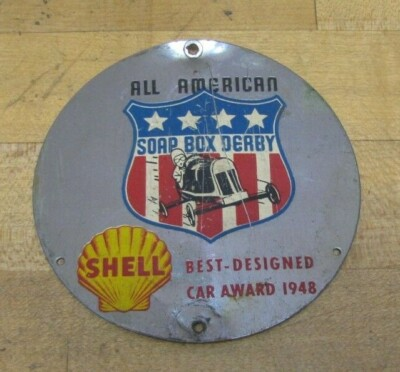 ALL AMERICAN
SOAP BOX DERBY
SHELL
BEST-DESIGNED
CAR AWARD 1948